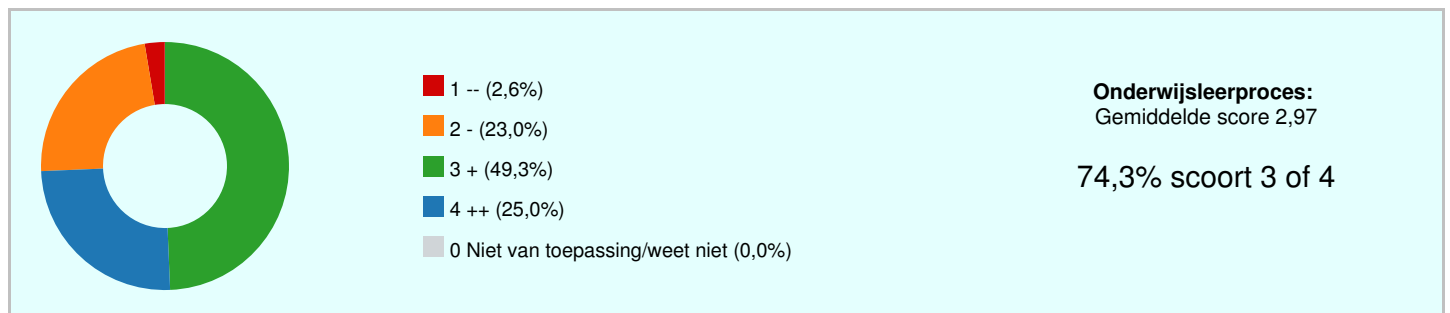 1 -- (2,6%)
2 - (23,0%)
3 + (49,3%)
4 ++ (25,0%)
0 Niet van toepassing/weet niet (0,0%)
Onderwijsleerproces:
Gemiddelde score 2,97
74,3% scoort 3 of 4